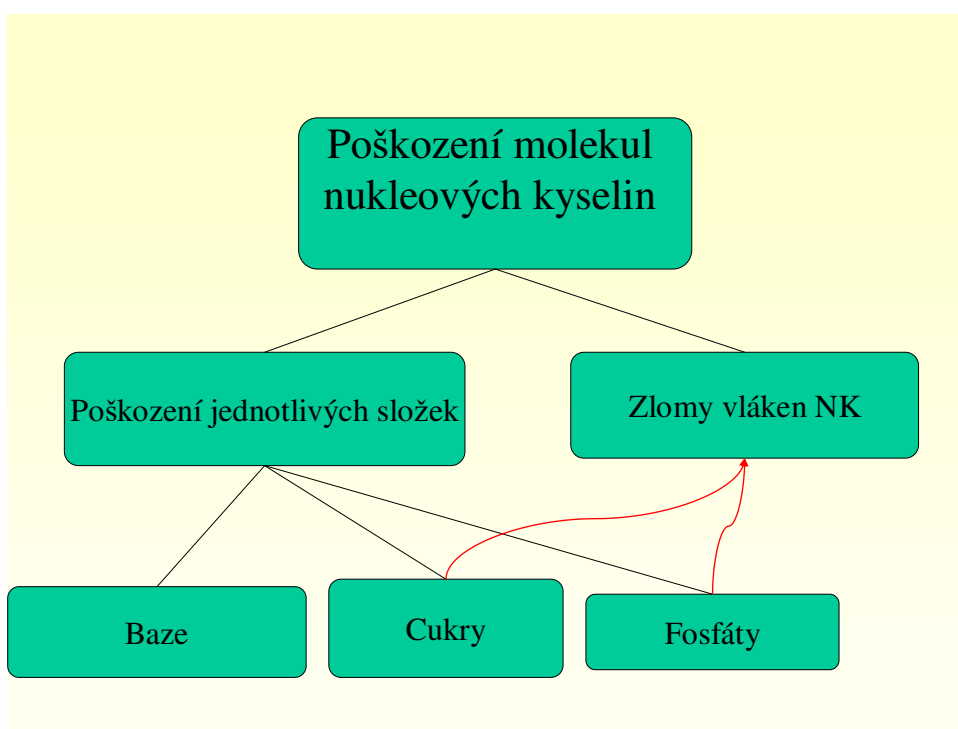 Poškození molekul
nukleových kyselin
Poškození jednotlivých složek
Zlomy vláken NK
Baze
Cukry
Fosfáty